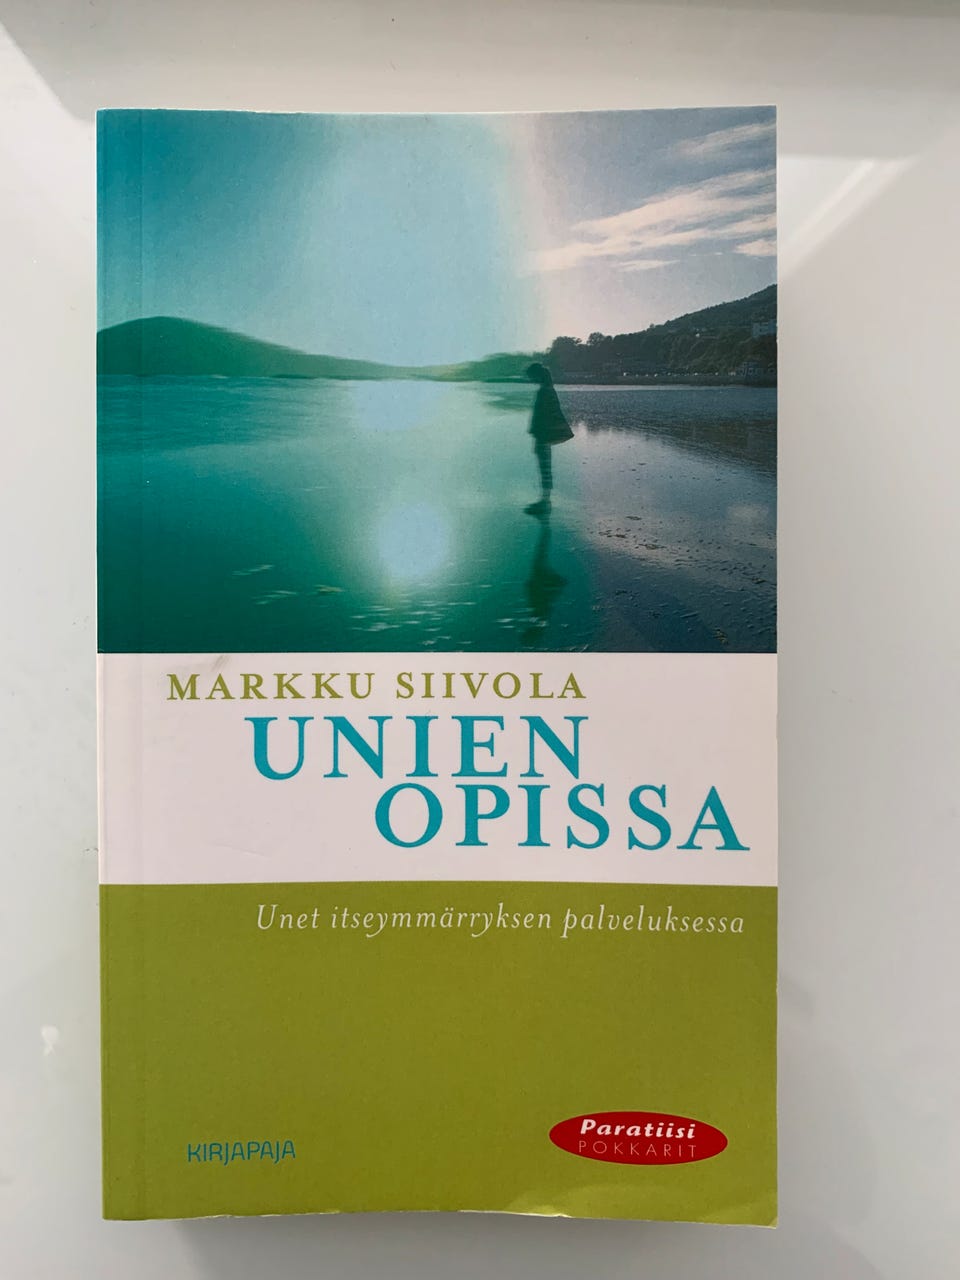 MARKKU SIIVOLA
UNIEN
OPISSA
Unet itseymmärryksen palveluksessa
KIRJAPAJA
Paratiisi
POKKARIT